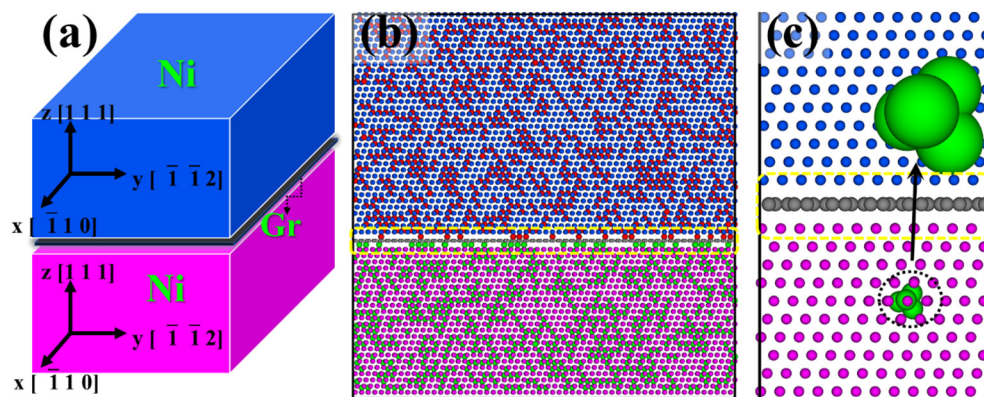 (a)
Ni
z [1 1 1]
y [ 1̅ 1̅ 2]
x [ 1̅ 1 0]
Gr
z [1 1 1]
Ni
y [ 1̅ 1̅ 2]
x [ 1̅ 1 0]
(b)
(c)